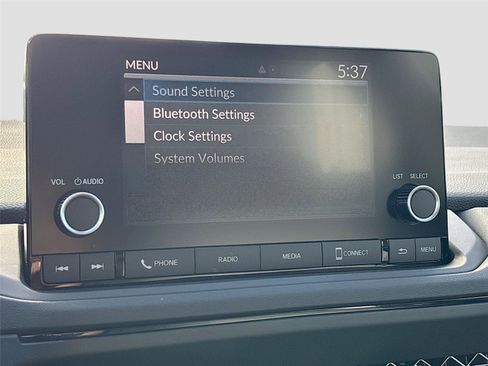 MENU 5:37
Sound Settings
Bluetooth Settings
Clock Settings
System Volumes
VOL AUDIO
LIST SELECT
PHONE RADIO MEDIA CONNECT MENU